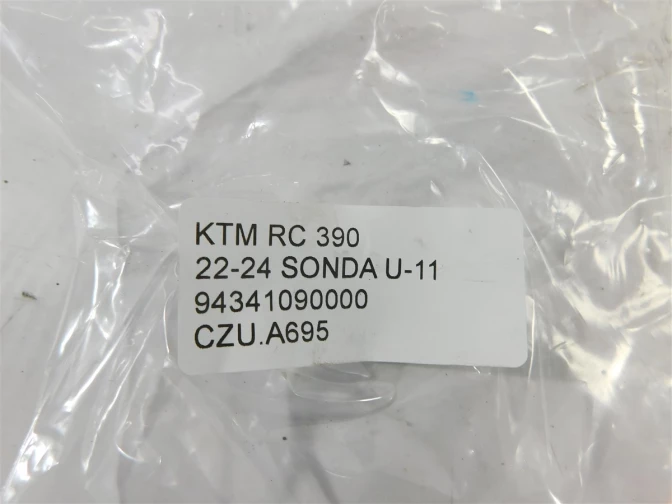 KTM RC 390
22-24 SONDA U-11
94341090000
CZU.A695